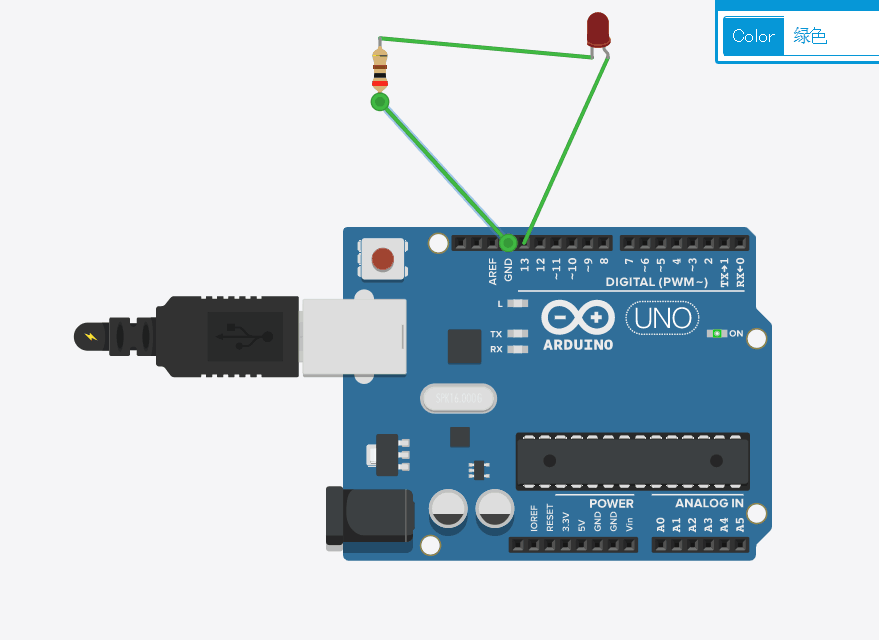 Color 绿色
AREF
GND
13
12
~11
~10
~9
8
7
~6
~5
4
~3
2
TX→1
RX←0
DIGITAL (PWM~)
L
TX
RX
UNO
ARDUINO
ON
POWER
ANALOG IN
IOREF
RESET
3.3V
5V
GND
GND
Vin
A0
A1
A2
A3
A4
A5